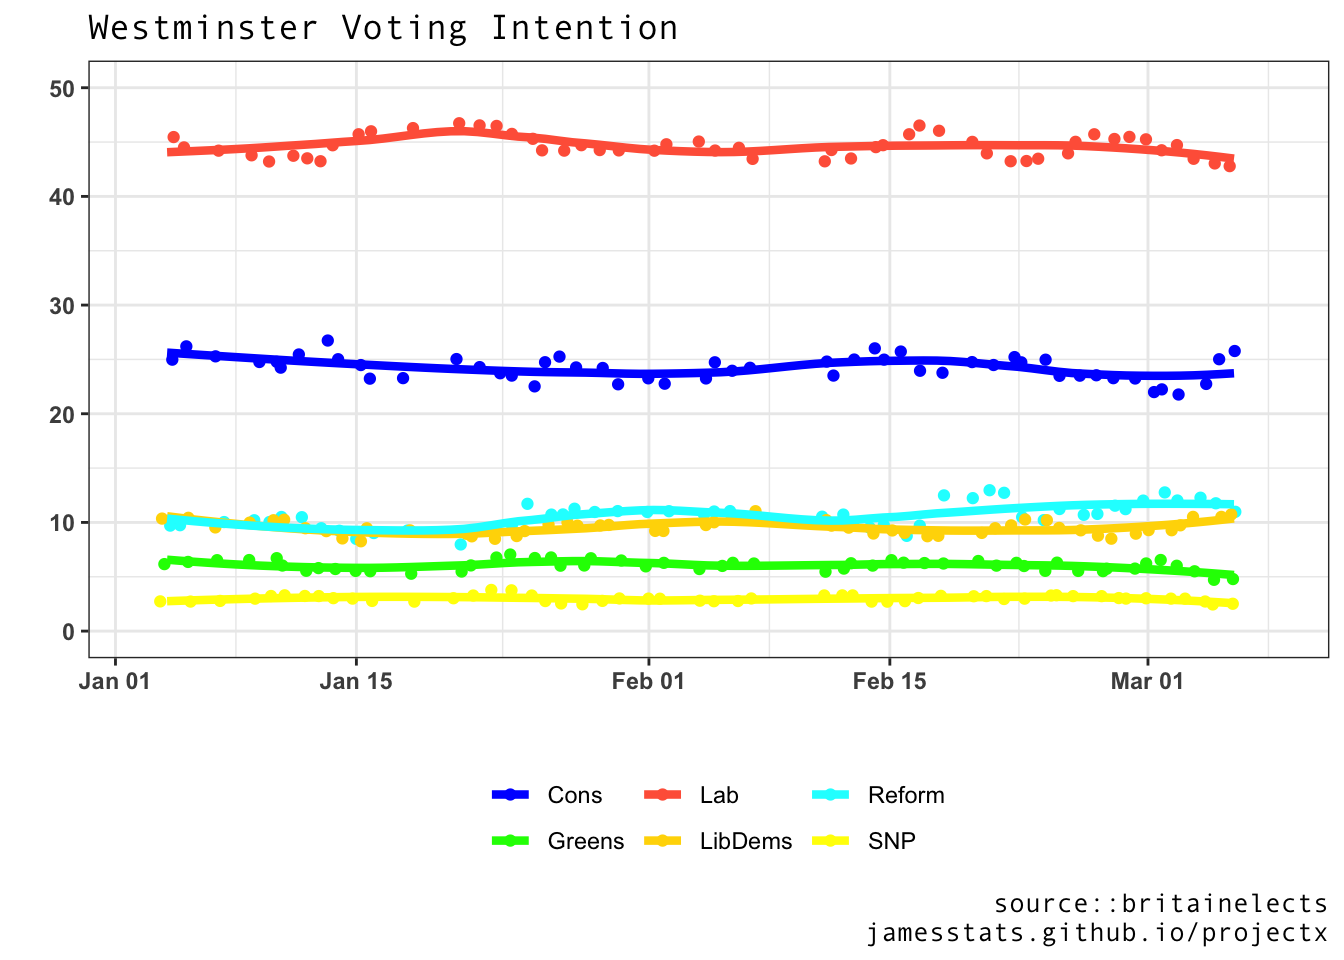 Westminster Voting Intention
50
40
30
20
10
0
Jan 01 Jan 15 Feb 01 Feb 15 Mar 01
Cons Lab Reform
Greens LibDems SNP
source::britainelects
jamesstats.github.io/projectx